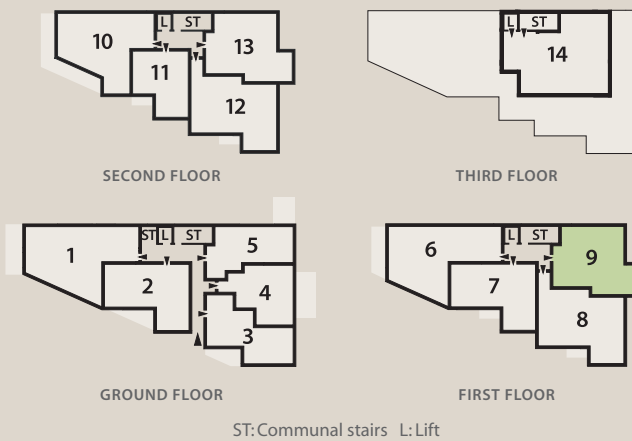 L ST
10 13
11
12
SECOND FLOOR
L ST
14
THIRD FLOOR
ST L ST
1 5
2 4
3
GROUND FLOOR
L ST
6 9
7
8
FIRST FLOOR
ST: Communal stairs L: Lift